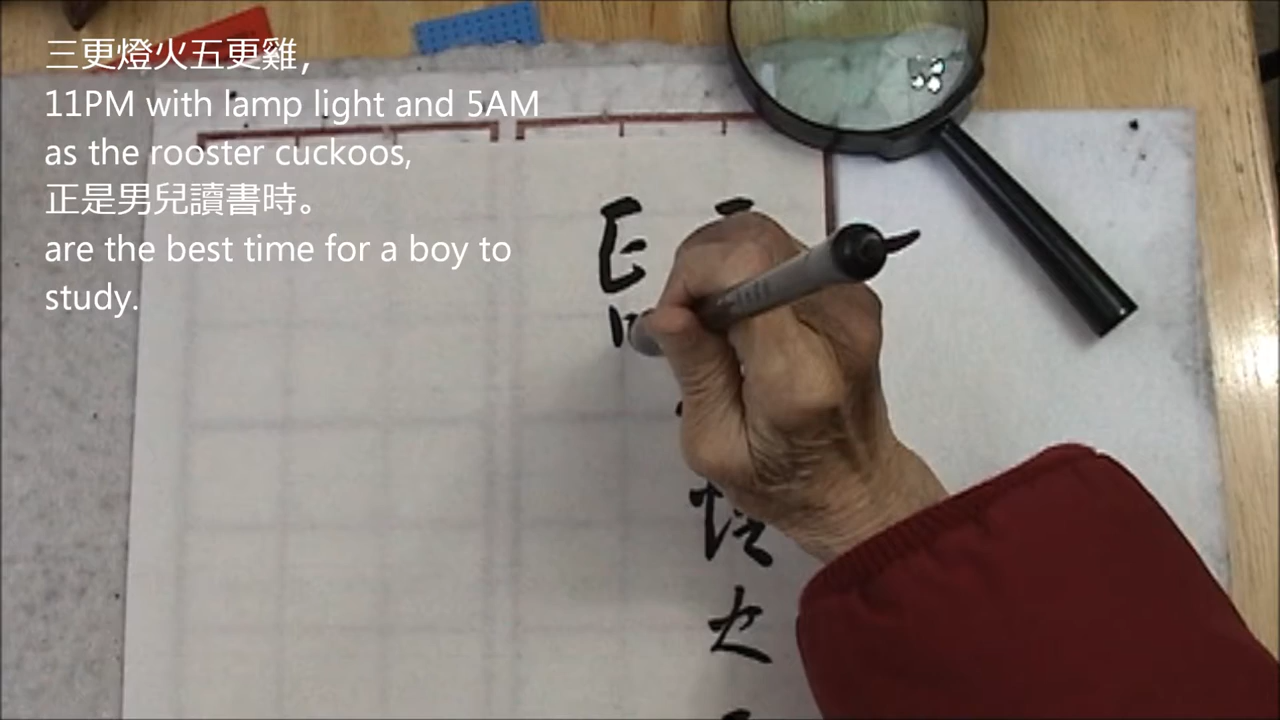 三更燈火五更雞，
11PM with lamp light and 5AM
as the rooster cuckoos,
正是男兒讀書時。
are the best time for a boy to
study.